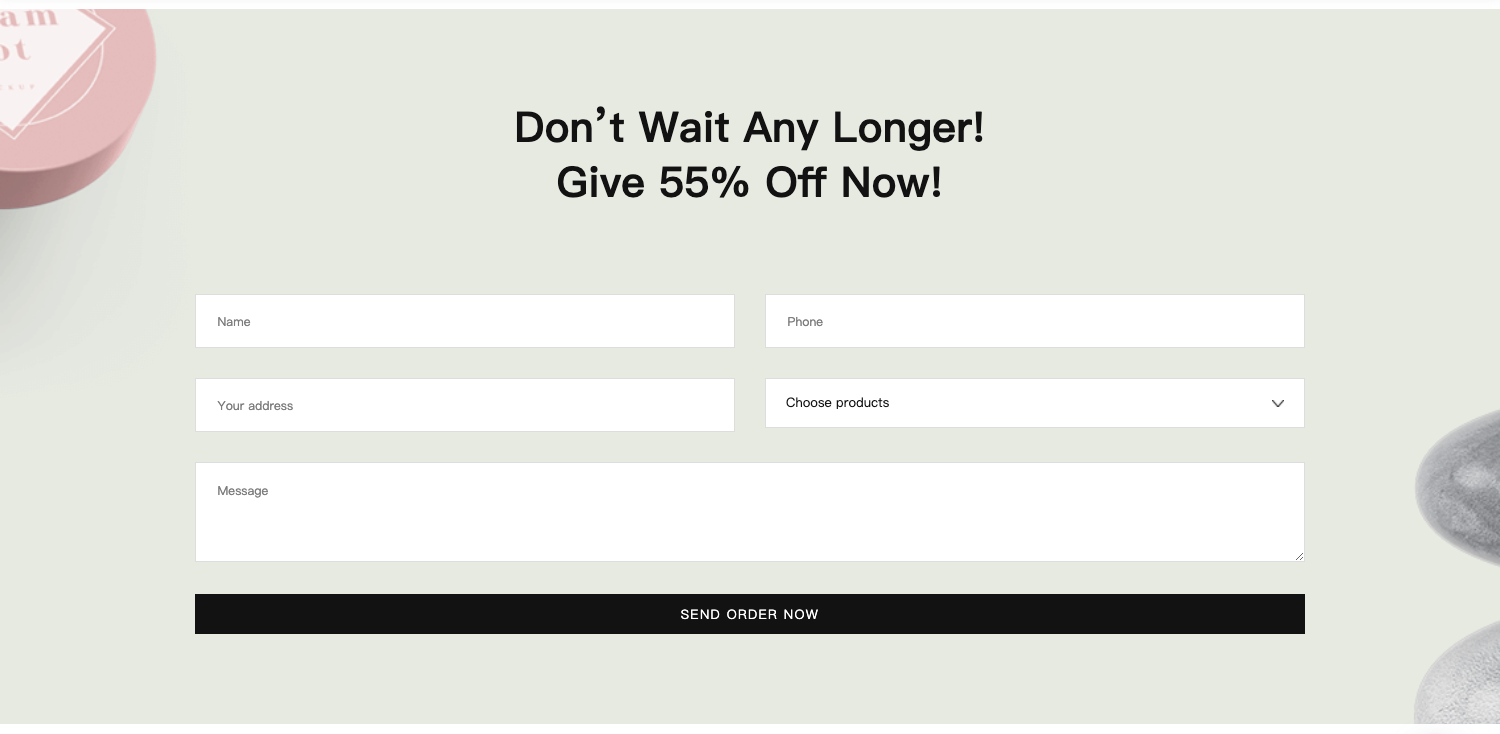 am
ot
Don’t Wait Any Longer!
Give 55% Off Now!
Name
Phone
Your address
Choose products
Message
SEND ORDER NOW